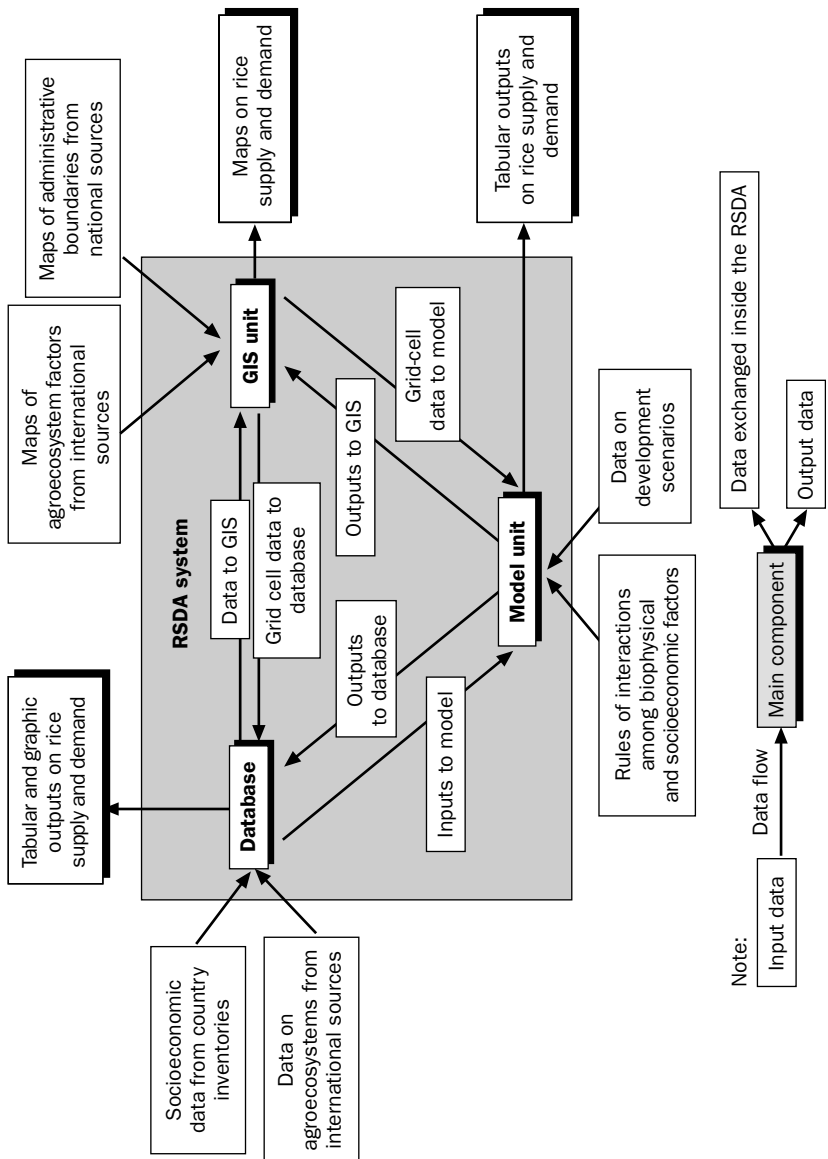 Tabular and graphic
outputs on rice
supply and demand
Maps of
agroecosystem factors
from international
sources
Maps of administrative
boundaries from
national sources
Socioeconomic
data from country
inventories
Data on
agroecosystems from
international sources
RSDA system
Database
Data to GIS
Grid cell data to
database
GIS unit
Maps on rice
supply and demand
Outputs
to database
Outputs to GIS
Inputs to model
Grid-cell
data to model
Model unit
Tabular outputs
on rice supply and
demand
Rules of interactions
among biophysical
and socioeconomic factors
Data on
development
scenarios
Note:
Input data
Data flow
Main component
Data exchanged inside the RSDA
Output data